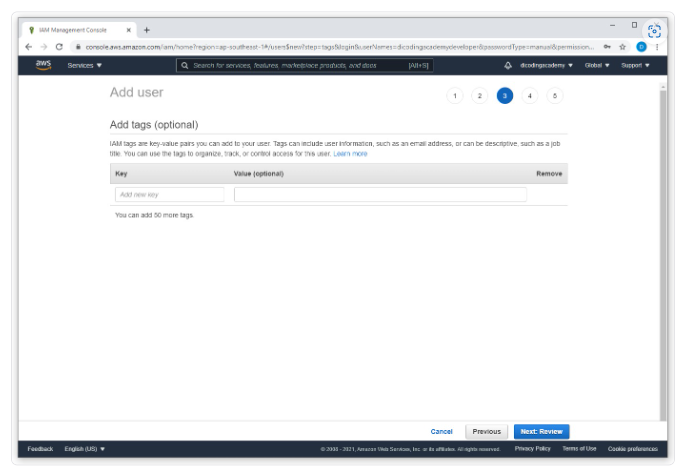 IAM Management Console
console.aws.amazon.com/iam/home?region=ap-southeast-1#/users$new?step=tags&login&userNames=dicodingacademydeveloper&passwordType=manual&permission...
D
aws Services Search for services, features, marketplace products, and docs [Alt+S] dicodingacademy Global Support
Add user
1 2 3 4 5
Add tags (optional)
IAM tags are key-value pairs you can add to your user. Tags can include user information, such as an email address, or can be descriptive, such as a job
title. You can use the tags to organize, track, or control access for this user. Learn more
Key Value (optional) Remove
Add new key
You can add 50 more tags.
Cancel Previous Next: Review
Feedback English (US) © 2008 - 2021, Amazon Web Services, Inc. or its affiliates. All rights reserved. Privacy Policy Terms of Use Cookie preferences